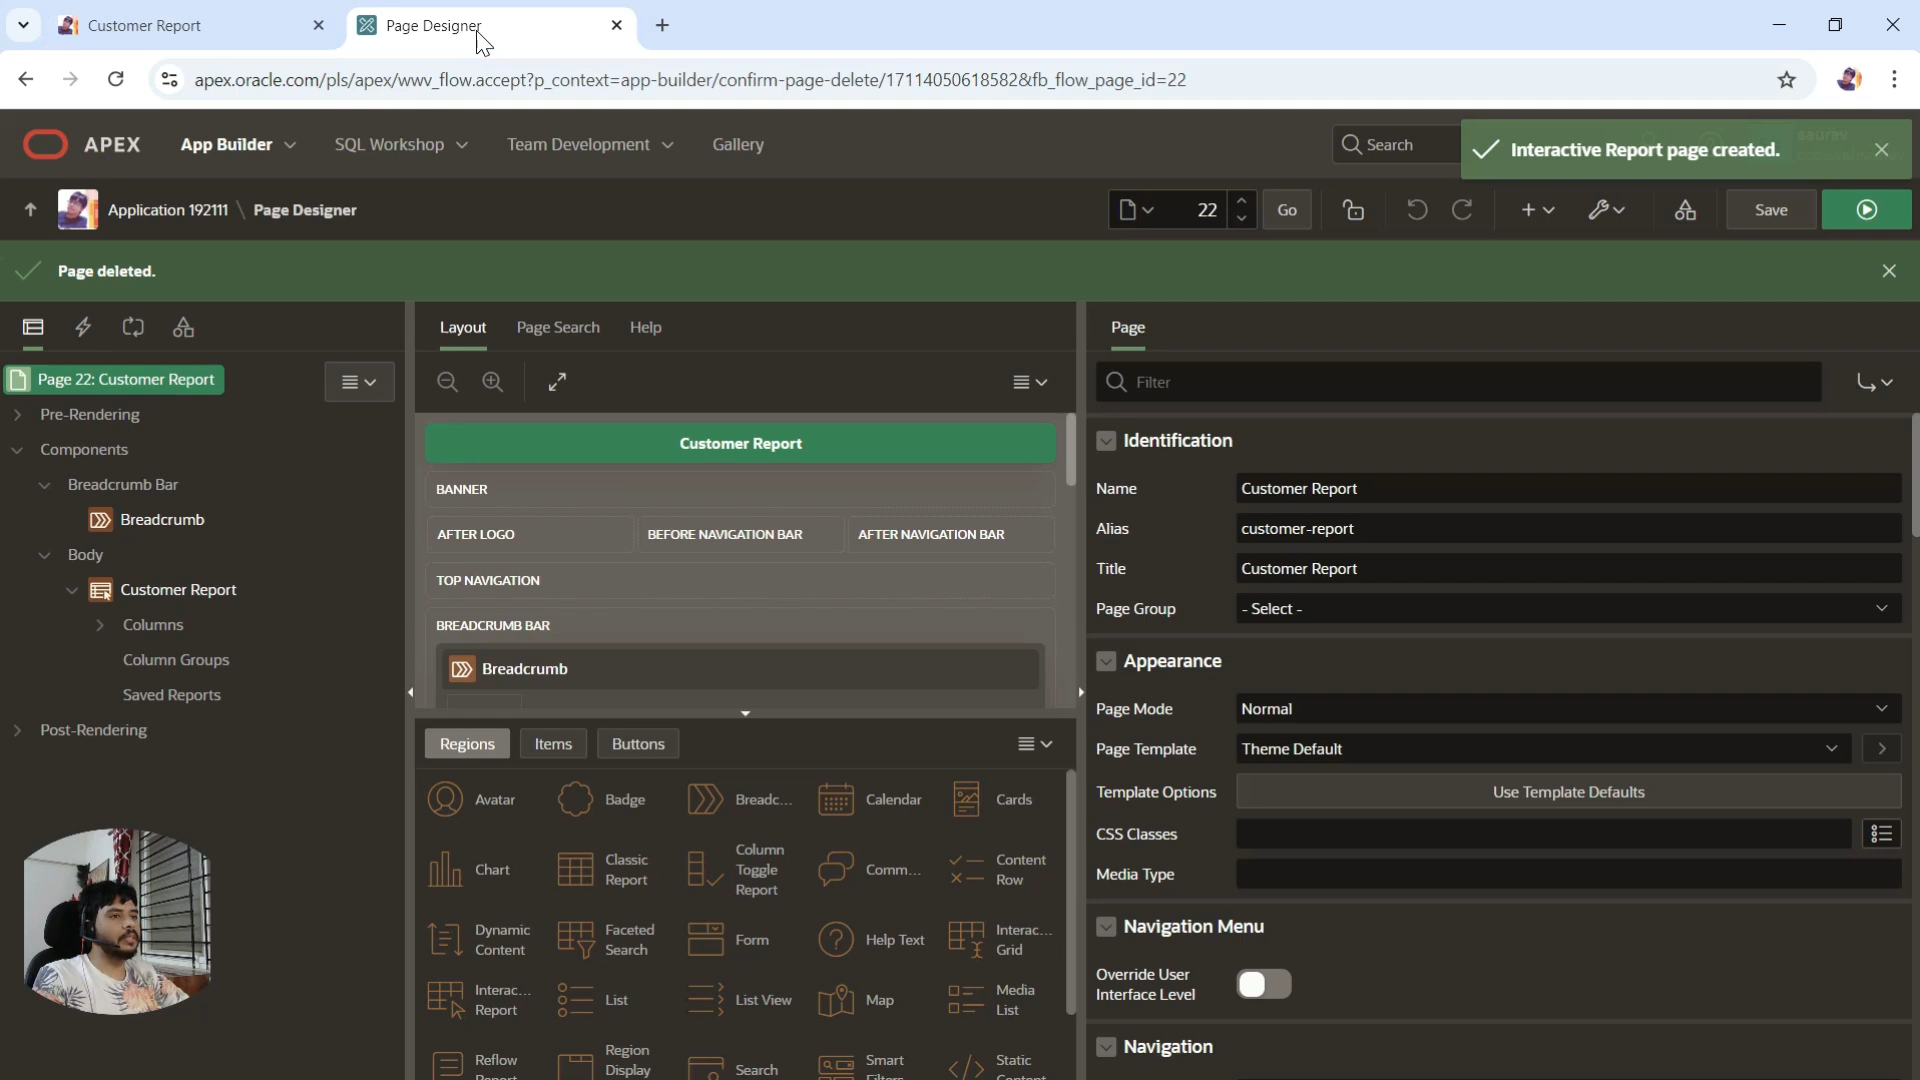 Customer Report
Page Designer
apex.oracle.com/pls/apex/wwv_flow.accept?p_context=app-builder/confirm-page-delete/17114050618582&fb_flow_page_id=22
APEX
App Builder
SQL Workshop
Team Development
Gallery
Search
Interactive Report page created.
Application 192111 \ Page Designer
22
Go
Save
Page deleted.
Page 22: Customer Report
Pre-Rendering
Components
Breadcrumb Bar
Breadcrumb
Body
Customer Report
Columns
Column Groups
Saved Reports
Post-Rendering
Layout
Page Search
Help
Customer Report
BANNER
AFTER LOGO
BEFORE NAVIGATION BAR
AFTER NAVIGATION BAR
TOP NAVIGATION
BREADCRUMB BAR
Breadcrumb
Regions
Items
Buttons
Avatar
Badge
Breadc...
Calendar
Cards
Chart
Classic
Report
Column
Toggle
Report
Comm...
Content
Row
Dynamic
Content
Faceted
Search
Form
Help Text
Interac...
Grid
Interac...
Report
List
List View
Map
Media
List
Reflow
Region
Display
Search
Smart
Static
Page
Filter
Identification
Name
Customer Report
Alias
customer-report
Title
Customer Report
Page Group
- Select -
Appearance
Page Mode
Normal
Page Template
Theme Default
Template Options
Use Template Defaults
CSS Classes
Media Type
Navigation Menu
Override User
Interface Level
Navigation